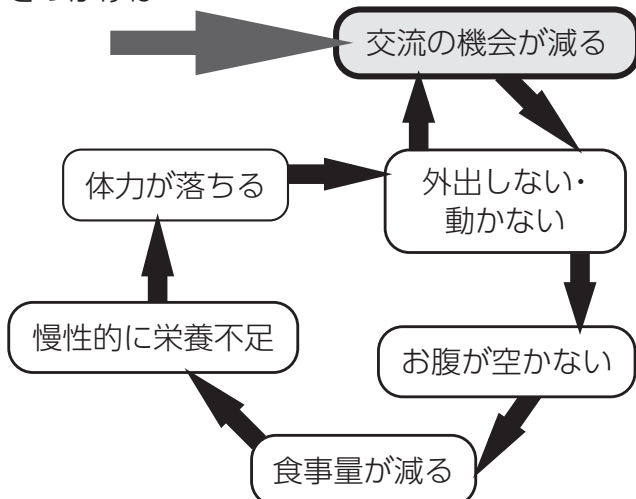 交流の機会が減る
外出しない・
動かない
お腹が空かない
食事量が減る
慢性的に栄養不足
体力が落ちる